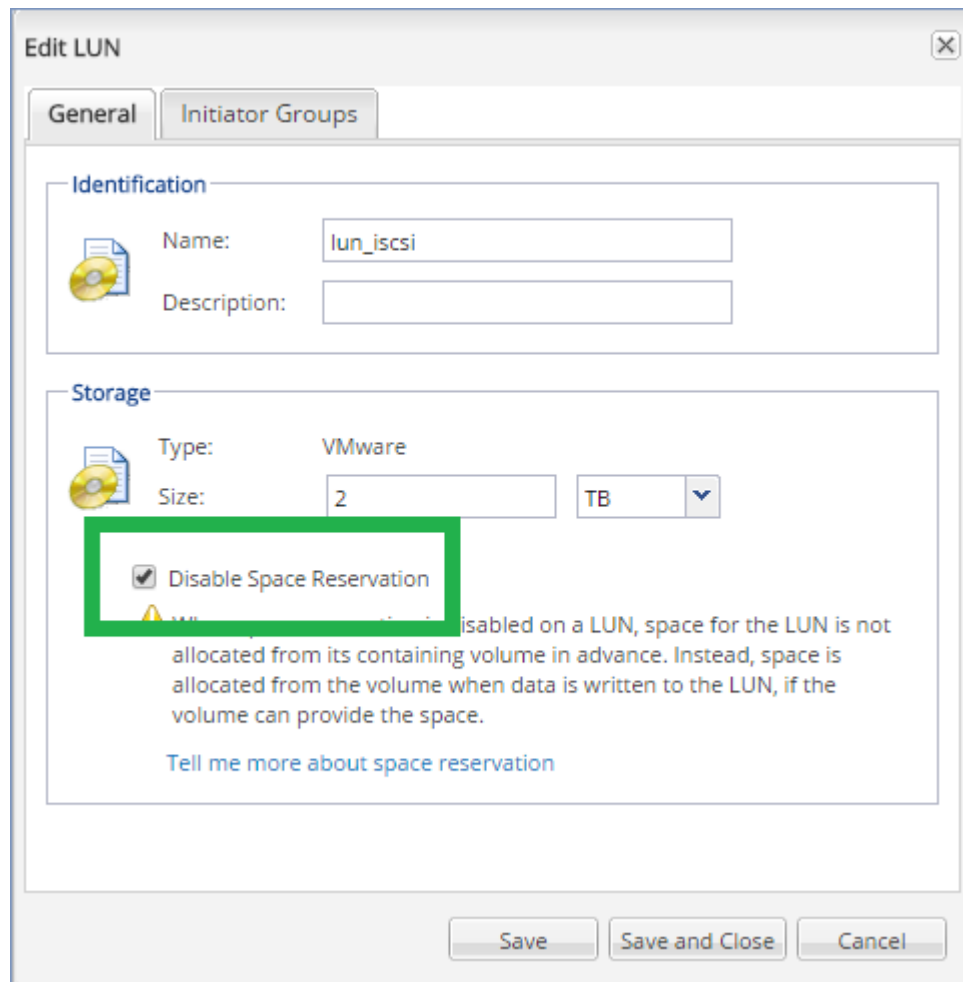 Edit LUN
General
Initiator Groups
Identification
Name:
lun_iscsi
Description:
Storage
Type:
VMware
Size:
2
TB
Disable Space Reservation
isabled on a LUN, space for the LUN is not
allocated from its containing volume in advance. Instead, space is
allocated from the volume when data is written to the LUN, if the
volume can provide the space.
Tell me more about space reservation
Save
Save and Close
Cancel